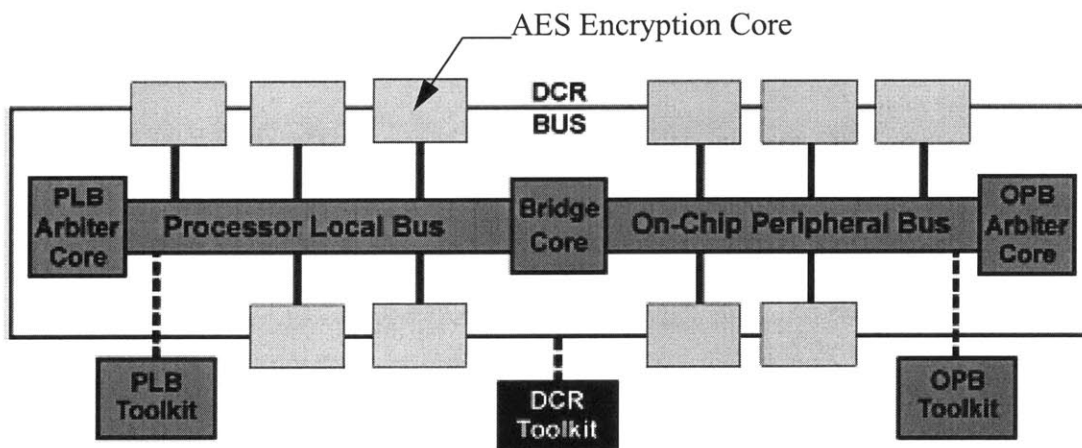 AES Encryption Core
DCR
BUS
PLB
Arbiter
Core
Processor Local Bus
Bridge
Core
On-Chip Peripheral Bus
OPB
Arbiter
Core
PLB
Toolkit
DCR
Toolkit
OPB
Toolkit